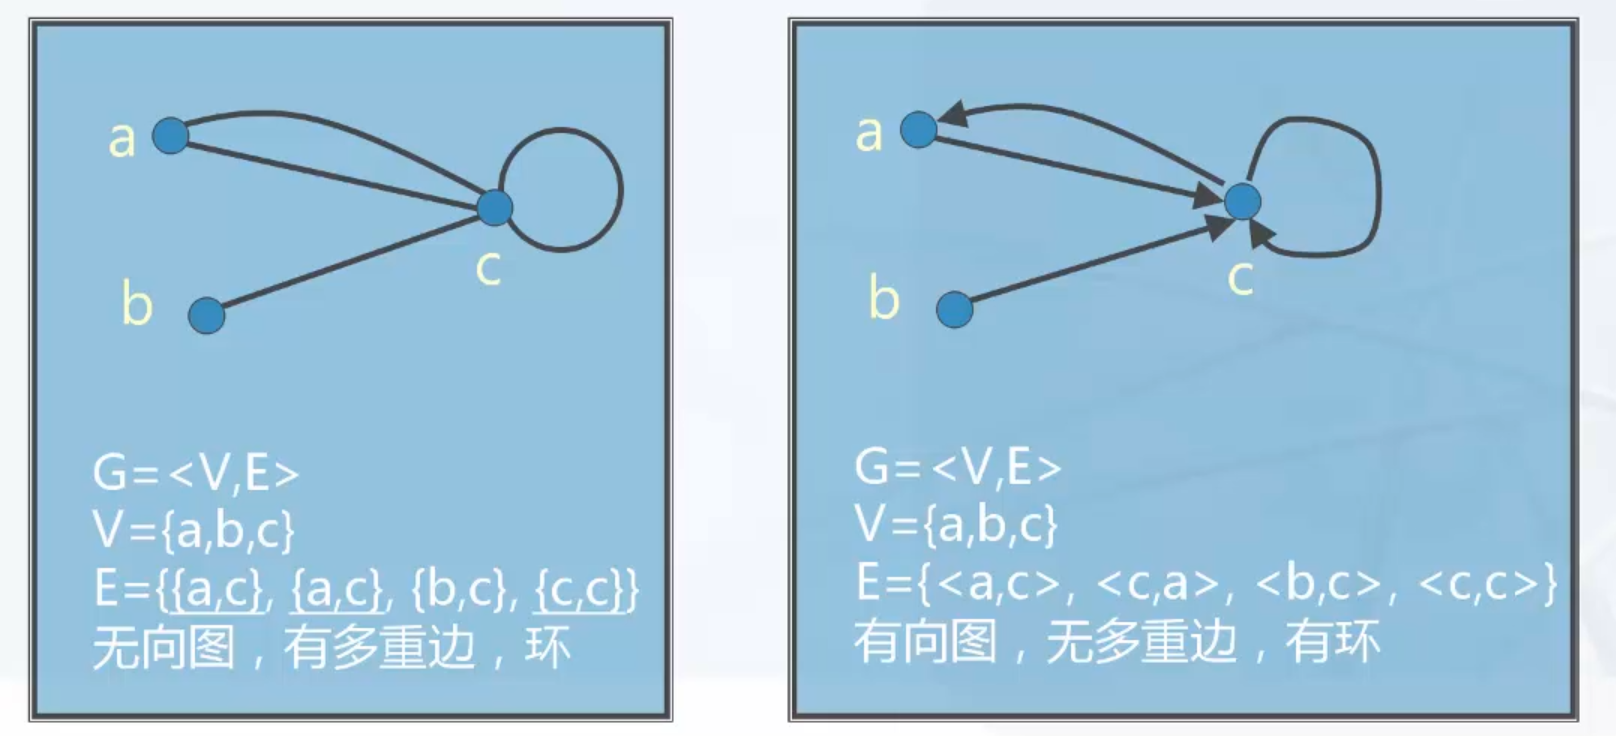 a
c
b
G=<V,E>
V={a,b,c}
E={{a,c}, {a,c}, {b,c}, {c,c}}
无向图，有多重边，环
a
c
b
G=<V,E>
V={a,b,c}
E={<a,c>, <c,a>, <b,c>, <c,c>}
有向图，无多重边，有环